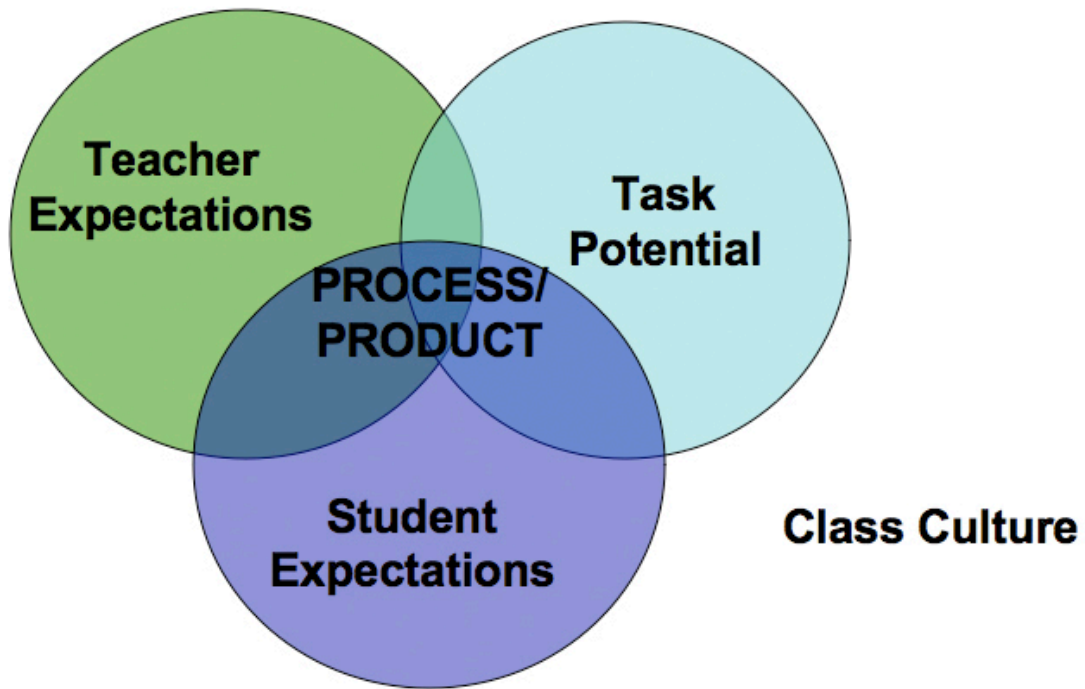 Teacher
Expectations
Task
Potential
PROCESS/
PRODUCT
Student
Expectations
Class Culture